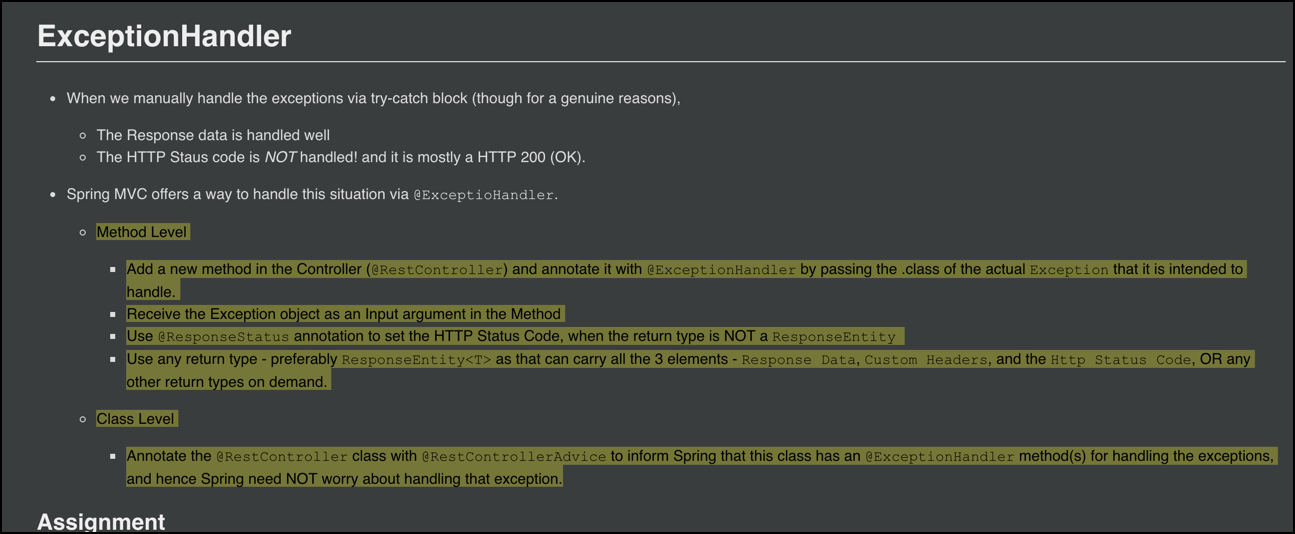 ExceptionHandler
When we manually handle the exceptions via try-catch block (though for a genuine reasons),
The Response data is handled well
The HTTP Staus code is NOT handled! and it is mostly a HTTP 200 (OK).
Spring MVC offers a way to handle this situation via @ExceptioHandler.
Method Level
Add a new method in the Controller (@RestController) and annotate it with @ExceptionHandler by passing the .class of the actual Exception that it is intended to
handle.
Receive the Exception object as an Input argument in the Method
Use @ResponseStatus annotation to set the HTTP Status Code, when the return type is NOT a ResponseEntity
Use any return type - preferably ResponseEntity<T> as that can carry all the 3 elements - Response Data, Custom Headers, and the Http Status Code, OR any
other return types on demand.
Class Level
Annotate the @RestController class with @RestControllerAdvice to inform Spring that this class has an @ExceptionHandler method(s) for handling the exceptions,
and hence Spring need NOT worry about handling that exception.
Assignment